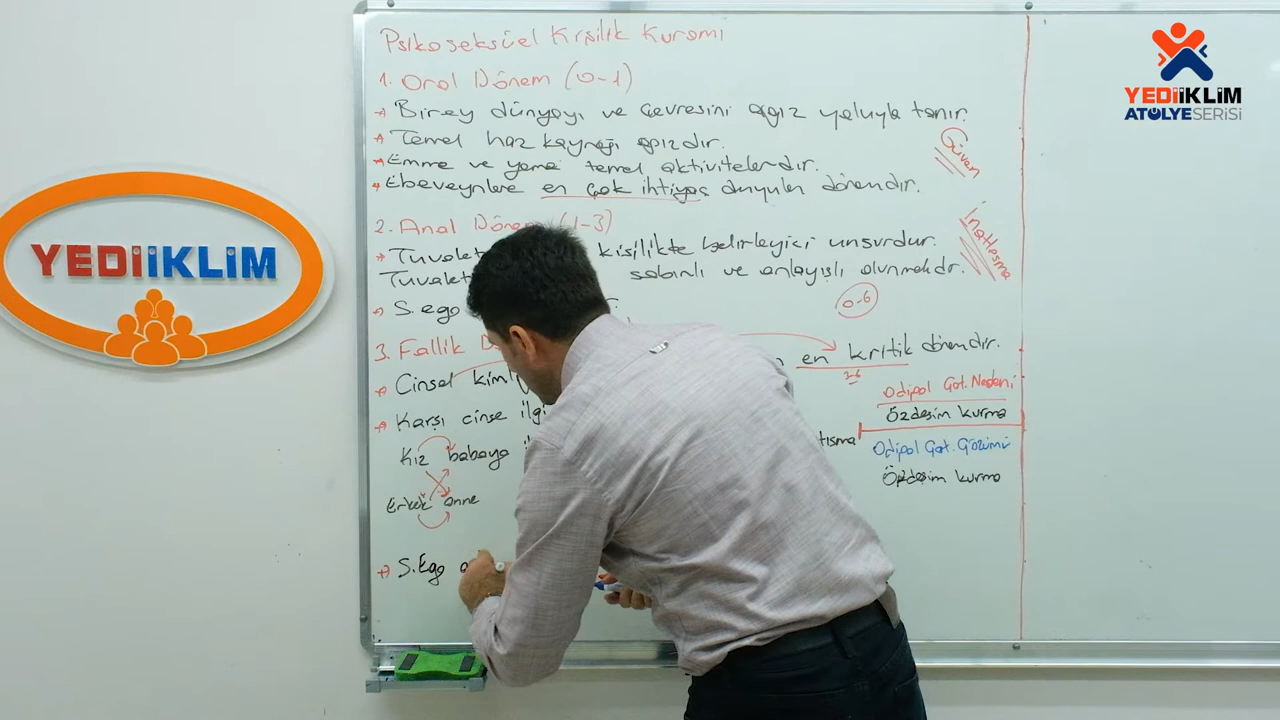 Psikoseksüel Kişilik Kuramı
1. Oral Dönem (0-1)
Birey dünyayı ve çevresini ağız yoluyla tanır.
Temel haz kaynağı ağızdır.
Güven
Emme ve yeme temel aktivitelerdir.
Ebeveynlere en çok ihtiyaç duyulan dönemdir.
2. Anal Dönem (1-3)
İnatlaşma
Tuvalet kişilikte belirleyici unsurdur.
Tuvalet sabırlı ve anlayışlı olunmalıdır.
S.ego
0-6
3. Fallik
en kritik dönemdir.
Cinsel
2-6
Odipal Çat. Nedeni
Karşı cinse
Özdeşim kurma
Kız babaya
Odipal Çat. Çözümü
Özdeşim kurma
Erkek anne
S.Ego
YEDİİKLİM
YEDİİKLİM
ATÖLYE SERİSİ